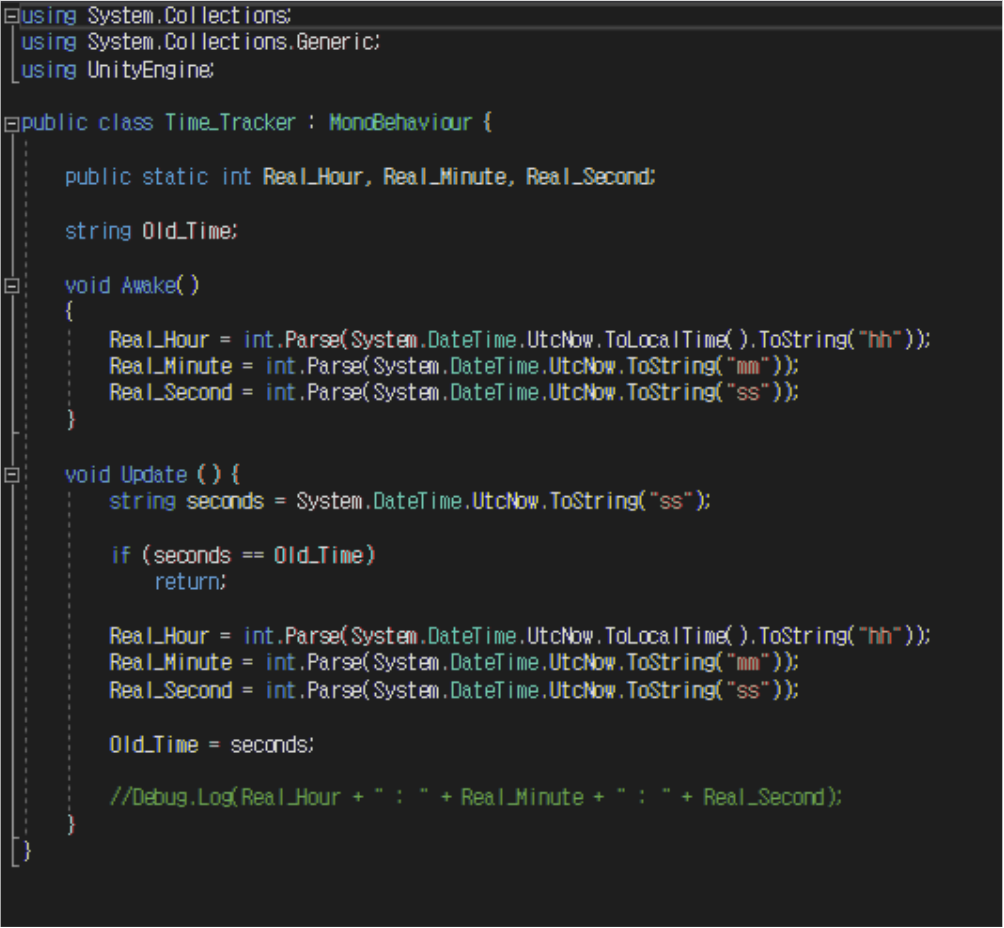 using System.Collections;
using System.Collections.Generic;
using UnityEngine;
public class Time_Tracker : MonoBehaviour {
public static int Real_Hour, Real_Minute, Real_Second;
string Old_Time;
void Awake()
{
Real_Hour = int.Parse(System.DateTime.UtcNow.ToLocalTime().ToString("hh"));
Real_Minute = int.Parse(System.DateTime.UtcNow.ToString("mm"));
Real_Second = int.Parse(System.DateTime.UtcNow.ToString("ss"));
}
void Update () {
string seconds = System.DateTime.UtcNow.ToString("ss");
if (seconds == Old_Time)
return;
Real_Hour = int.Parse(System.DateTime.UtcNow.ToLocalTime().ToString("hh"));
Real_Minute = int.Parse(System.DateTime.UtcNow.ToString("mm"));
Real_Second = int.Parse(System.DateTime.UtcNow.ToString("ss"));
Old_Time = seconds;
//Debug.Log(Real_Hour + " : " + Real_Minute + " : " + Real_Second);
}
}